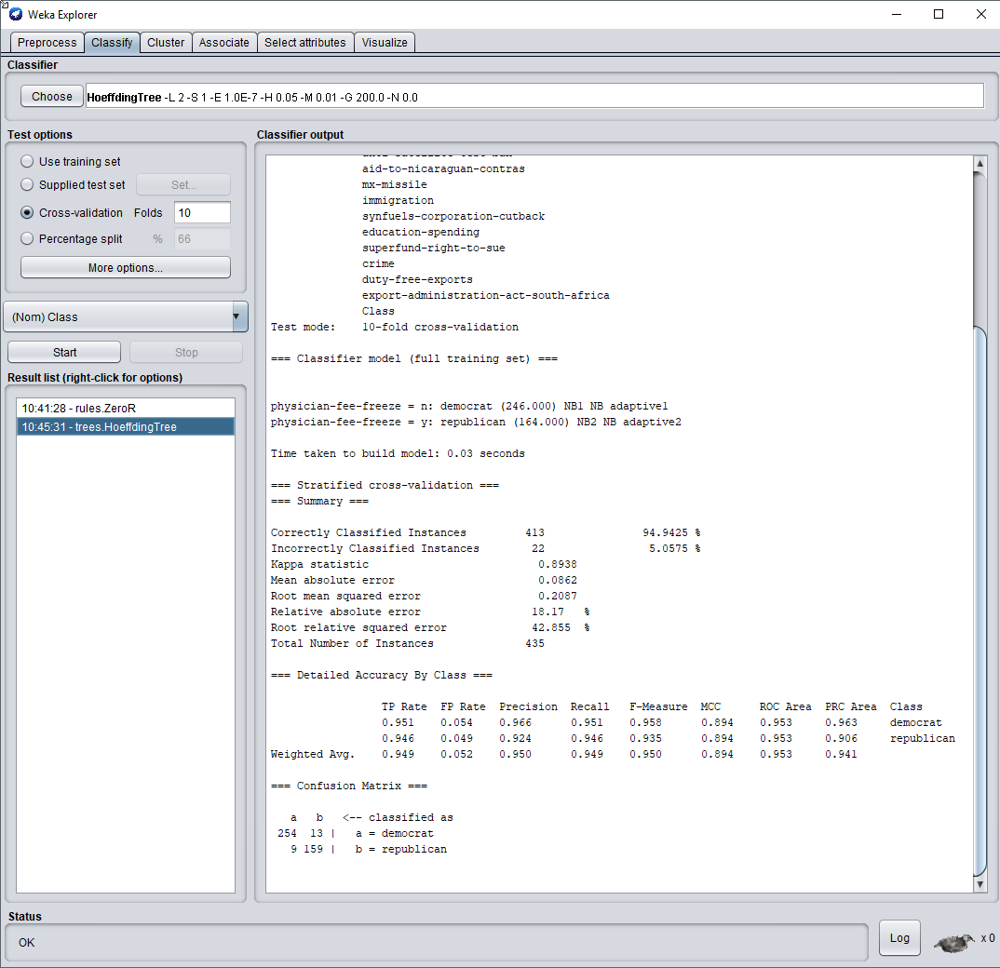 Weka Explorer
Preprocess Classify Cluster Associate Select attributes Visualize
Classifier
Choose HoeffdingTree -L 2 -S 1 -E 1.0E-7 -H 0.05 -M 0.01 -G 200.0 -N 0.0
Test options
Use training set
Supplied test set Set...
Cross-validation Folds 10
Percentage split % 66
More options...
(Nom) Class
Start Stop
Result list (right-click for options)
10:41:28 - rules.ZeroR
10:45:31 - trees.HoeffdingTree
Classifier output
aid-to-nicaraguan-contras
mx-missile
immigration
synfuels-corporation-cutback
education-spending
superfund-right-to-sue
crime
duty-free-exports
export-administration-act-south-africa
Class
Test mode: 10-fold cross-validation
=== Classifier model (full training set) ===
physician-fee-freeze = n: democrat (246.000) NB1 NB adaptive1
physician-fee-freeze = y: republican (164.000) NB2 NB adaptive2
Time taken to build model: 0.03 seconds
=== Stratified cross-validation ===
=== Summary ===
Correctly Classified Instances 413 94.9425 %
Incorrectly Classified Instances 22 5.0575 %
Kappa statistic 0.8938
Mean absolute error 0.0862
Root mean squared error 0.2087
Relative absolute error 18.17 %
Root relative squared error 42.855 %
Total Number of Instances 435
=== Detailed Accuracy By Class ===
TP Rate FP Rate Precision Recall F-Measure MCC ROC Area PRC Area Class
0.951 0.054 0.966 0.951 0.958 0.894 0.953 0.963 democrat
0.946 0.049 0.924 0.946 0.935 0.894 0.953 0.906 republican
Weighted Avg. 0.949 0.052 0.950 0.949 0.950 0.894 0.953 0.941
=== Confusion Matrix ===
a b <-- classified as
254 13 | a = democrat
9 159 | b = republican
Status
OK
Log
x 0